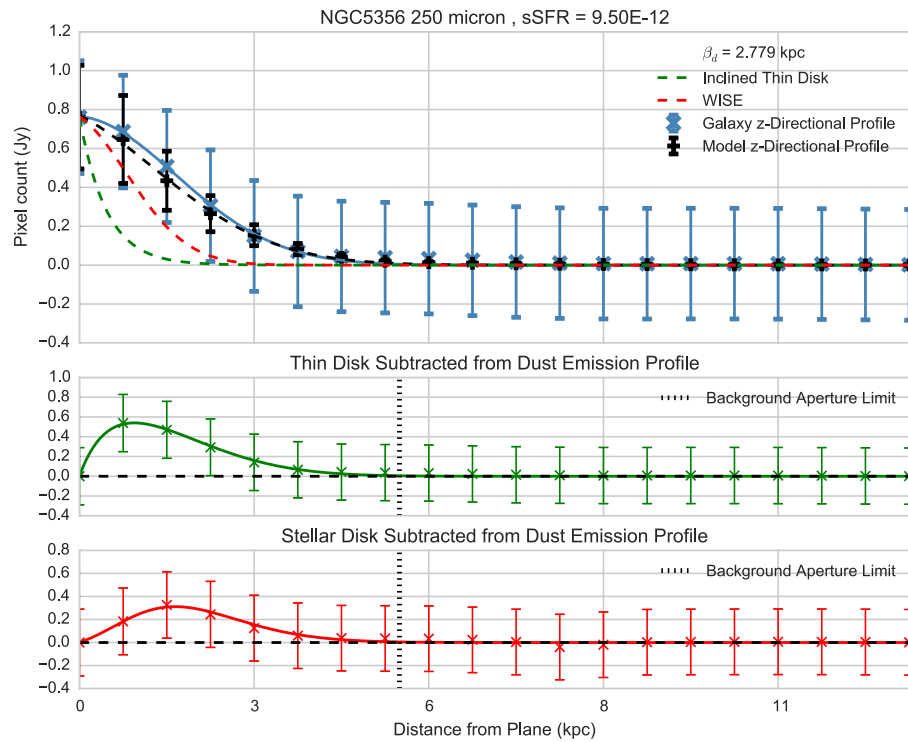 NGC5356 250 micron , sSFR = 9.50E-12
1.2
1.0
0.8
0.6
0.4
0.2
0.0
−0.2
−0.4
Pixel count (Jy)
β_d = 2.779 kpc
Inclined Thin Disk
WISE
Galaxy z-Directional Profile
Model z-Directional Profile
Thin Disk Subtracted from Dust Emission Profile
1.0
0.8
0.6
0.4
0.2
0.0
−0.2
−0.4
Background Aperture Limit
Stellar Disk Subtracted from Dust Emission Profile
0.8
0.6
0.4
0.2
0.0
−0.2
−0.4
Background Aperture Limit
0 3 6 8 11
Distance from Plane (kpc)